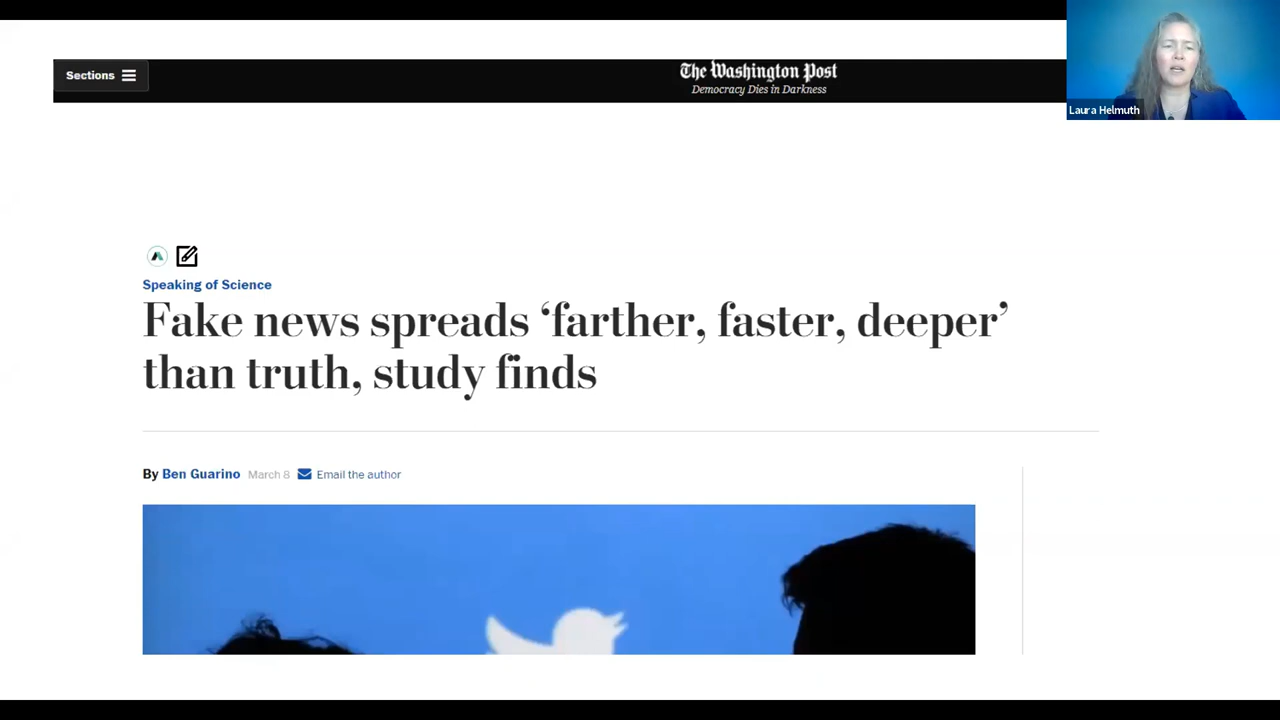 Sections
The Washington Post
Democracy Dies in Darkness
Laura Helmuth
Speaking of Science
Fake news spreads ‘farther, faster, deeper’
than truth, study finds
By Ben Guarino March 8 Email the author